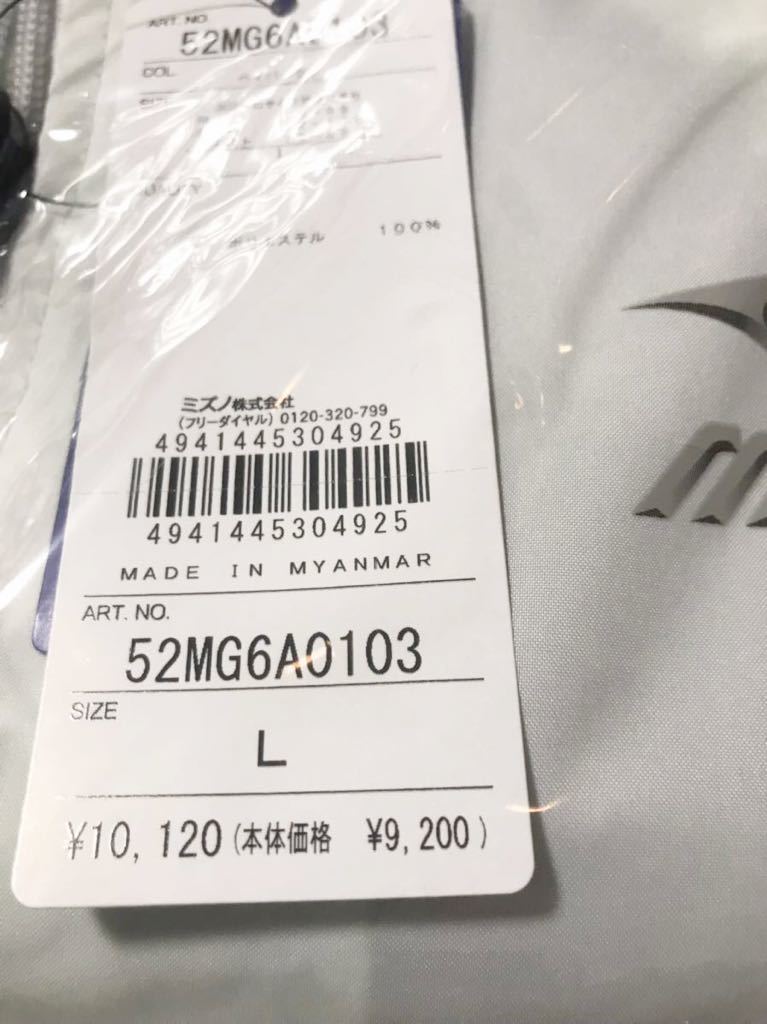 ART. NO.
52MG6A0103
COL.
ポリエステル 100%
ミズノ株式会社
(フリーダイヤル) 0120-320-799
4941445304925
4941445304925
MADE IN MYANMAR
ART. NO.
52MG6A0103
SIZE
L
¥10,120(本体価格 ¥9,200)